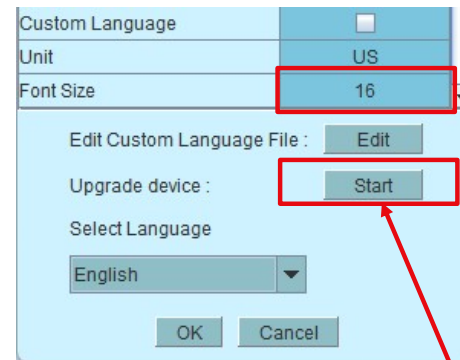 Custom Language
Unit US
Font Size 16
Edit Custom Language File : Edit
Upgrade device : Start
Select Language
English
OK Cancel